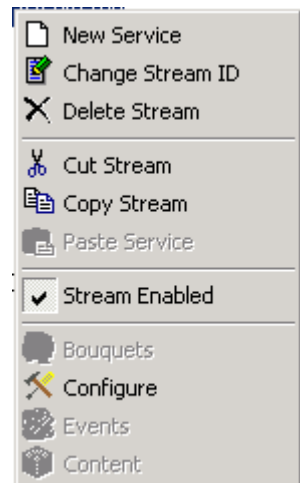 New Service
Change Stream ID
Delete Stream
Cut Stream
Copy Stream
Paste Service
Stream Enabled
Bouquets
Configure
Events
Content